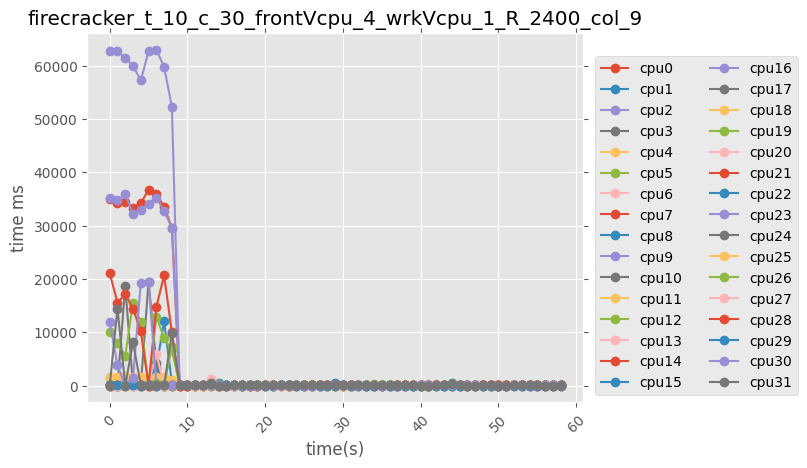 firecracker_t_10_c_30_frontVcpu_4_wrkVcpu_1_R_2400_col_9
time ms
60000
50000
40000
30000
20000
10000
0
0
10
20
30
40
50
60
time(s)
cpu0
cpu1
cpu2
cpu3
cpu4
cpu5
cpu6
cpu7
cpu8
cpu9
cpu10
cpu11
cpu12
cpu13
cpu14
cpu15
cpu16
cpu17
cpu18
cpu19
cpu20
cpu21
cpu22
cpu23
cpu24
cpu25
cpu26
cpu27
cpu28
cpu29
cpu30
cpu31